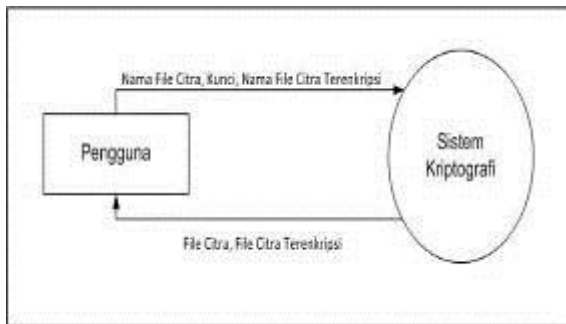 Nama File Citra, Kunci, Nama File Citra Terenkripsi
Pengguna
Sistem
Kriptografi
File Citra, File Citra Terenkripsi